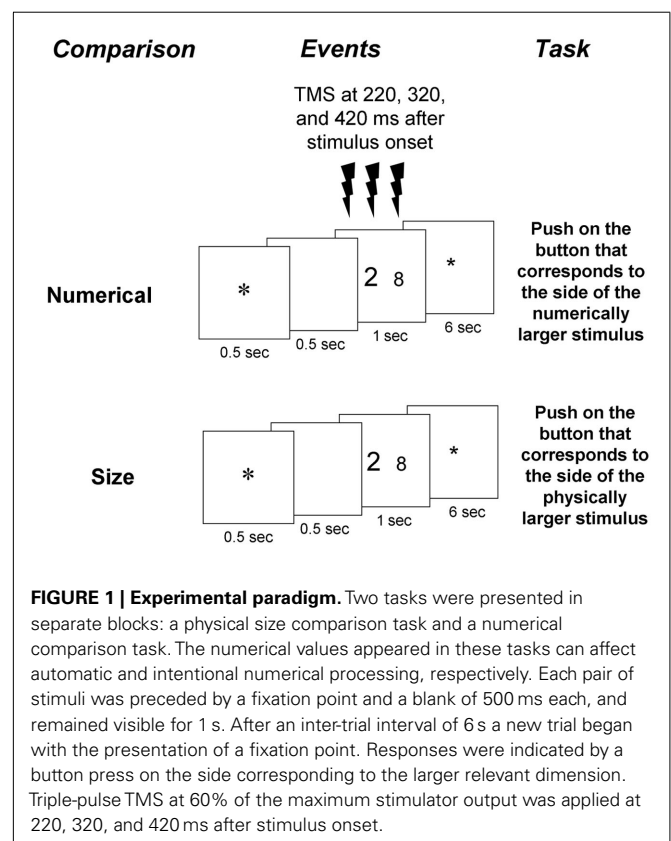 Comparison Events Task
TMS at 220, 320,
and 420 ms after
stimulus onset
Numerical
*
2 8
*
0.5 sec
0.5 sec
1 sec
6 sec
Push on the
button that
corresponds to
the side of the
numerically
larger stimulus
Size
*
2 8
*
0.5 sec
0.5 sec
1 sec
6 sec
Push on the
button that
corresponds to
the side of the
physically
larger stimulus
FIGURE 1 | Experimental paradigm. Two tasks were presented in
separate blocks: a physical size comparison task and a numerical
comparison task. The numerical values appeared in these tasks can affect
automatic and intentional numerical processing, respectively. Each pair of
stimuli was preceded by a fixation point and a blank of 500 ms each, and
remained visible for 1 s. After an inter-trial interval of 6 s a new trial began
with the presentation of a fixation point. Responses were indicated by a
button press on the side corresponding to the larger relevant dimension.
Triple-pulse TMS at 60% of the maximum stimulator output was applied at
220, 320, and 420 ms after stimulus onset.